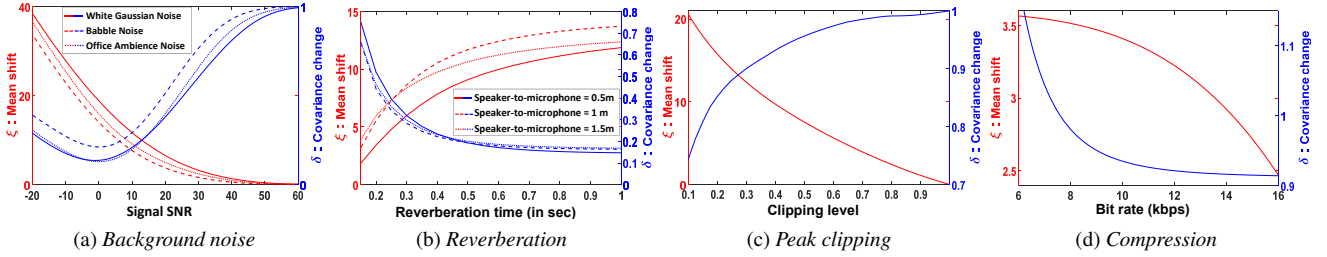 White Gaussian Noise
Babble Noise
Office Ambience Noise
40
20
0
ξ : Mean shift
-20 -10 0 10 20 30 40 50 60
Signal SNR
1
0
δ : Covariance change
(a) Background noise
15
10
5
0
ξ : Mean shift
Speaker-to-microphone = 0.5m
Speaker-to-microphone = 1 m
Speaker-to-microphone = 1.5m
0.2 0.3 0.4 0.5 0.6 0.7 0.8 0.9 1
Reverberation time (in sec)
0.8
0.7
0.6
0.5
0.4
0.3
0.2
0.1
0
δ : Covariance change
(b) Reverberation
20
10
0
ξ : Mean shift
0.1 0.2 0.3 0.4 0.5 0.6 0.7 0.8 0.9
Clipping level
1
0.9
0.8
0.7
δ : Covariance change
(c) Peak clipping
3.5
3
2.5
ξ : Mean shift
6 8 10 12 14 16
Bit rate (kbps)
1.1
1
0.9
δ : Covariance change
(d) Compression